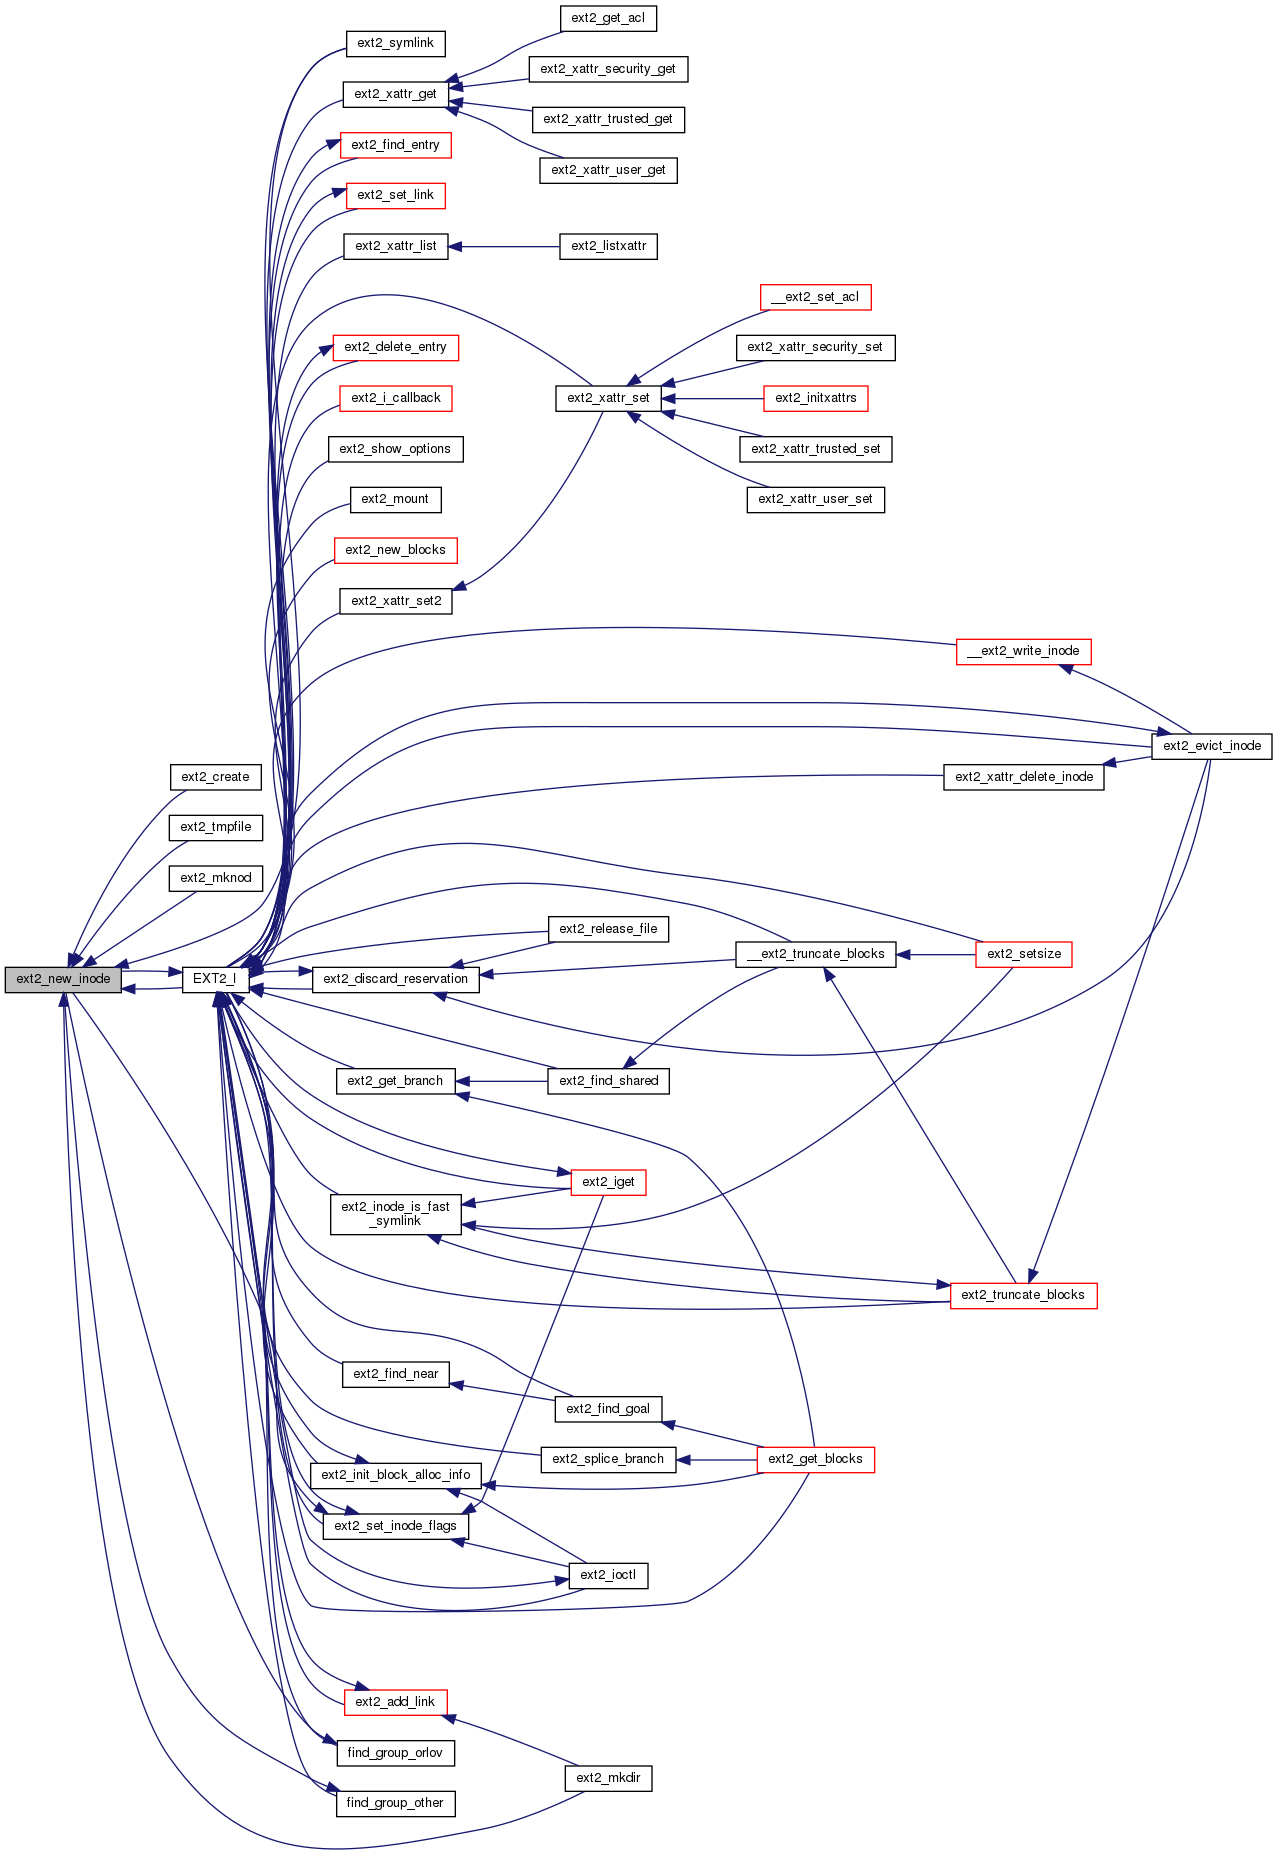 ext2_get_acl
ext2_symlink
ext2_xattr_security_get
ext2_xattr_get
ext2_xattr_trusted_get
ext2_find_entry
ext2_xattr_user_get
ext2_set_link
ext2_xattr_list
ext2_listxattr
__ext2_set_acl
ext2_delete_entry
ext2_xattr_security_set
ext2_i_callback
ext2_xattr_set
ext2_initxattrs
ext2_show_options
ext2_xattr_trusted_set
ext2_mount
ext2_xattr_user_set
ext2_new_blocks
ext2_xattr_set2
__ext2_write_inode
ext2_evict_inode
ext2_create
ext2_xattr_delete_inode
ext2_tmpfile
ext2_mknod
ext2_release_file
__ext2_truncate_blocks
ext2_setsize
ext2_new_inode
EXT2_I
ext2_discard_reservation
ext2_get_branch
ext2_find_shared
ext2_iget
ext2_inode_is_fast
_symlink
ext2_truncate_blocks
ext2_find_near
ext2_find_goal
ext2_splice_branch
ext2_get_blocks
ext2_init_block_alloc_info
ext2_set_inode_flags
ext2_ioctl
ext2_add_link
find_group_orlov
ext2_mkdir
find_group_other